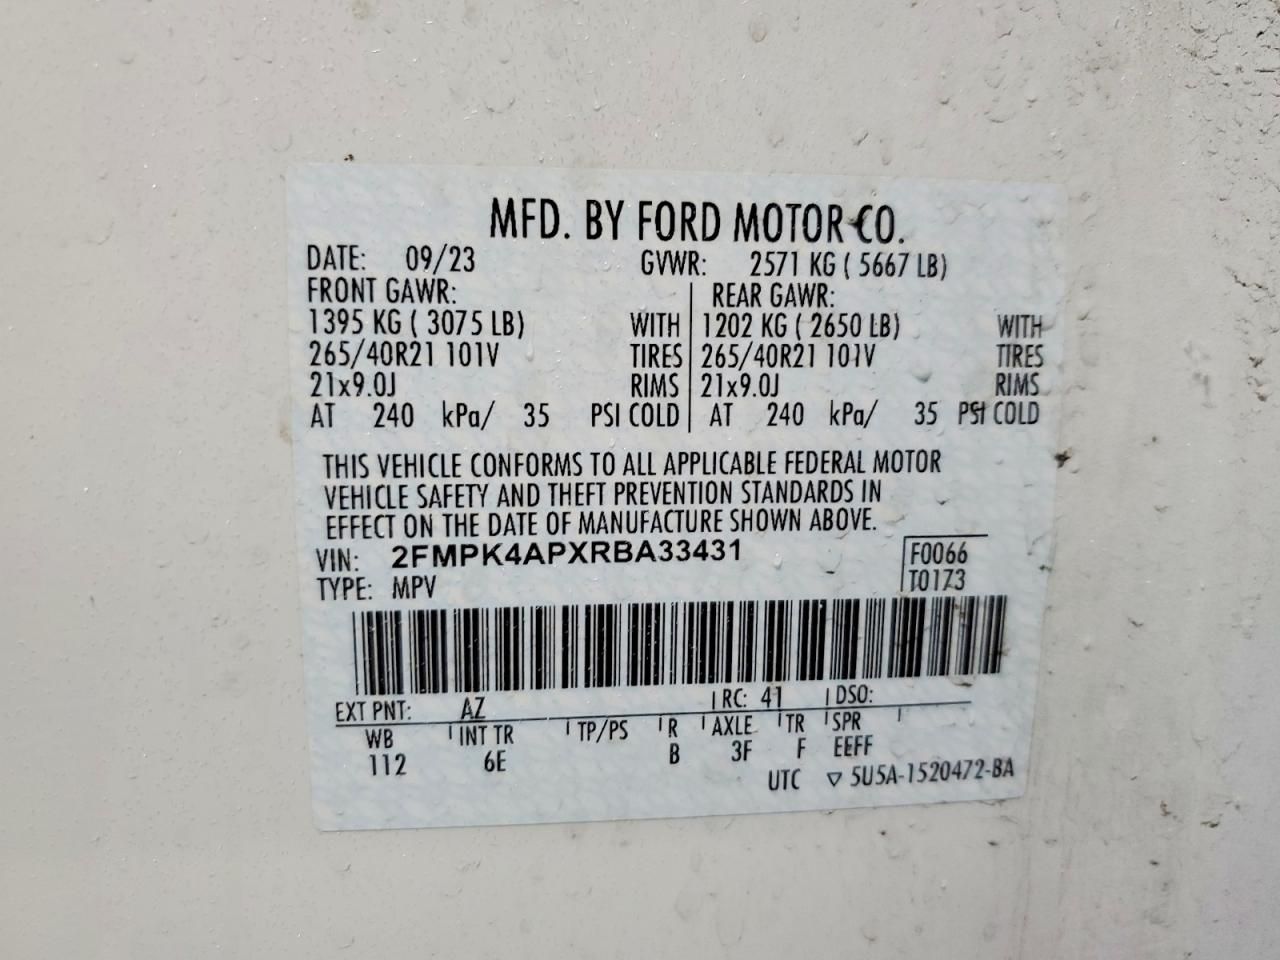 MFD. BY FORD MOTOR CO.
DATE: 09/23 GVWR: 2571 KG ( 5667 LB)
FRONT GAWR: REAR GAWR:
1395 KG ( 3075 LB) WITH 1202 KG ( 2650 LB) WITH
265/40R21 101V TIRES 265/40R21 101V TIRES
21x9.0J RIMS 21x9.0J RIMS
AT 240 kPa/ 35 PSI COLD AT 240 kPa/ 35 PSI COLD
THIS VEHICLE CONFORMS TO ALL APPLICABLE FEDERAL MOTOR
VEHICLE SAFETY AND THEFT PREVENTION STANDARDS IN
EFFECT ON THE DATE OF MANUFACTURE SHOWN ABOVE.
VIN: 2FMPK4APXRBA33431 F0066
TYPE: MPV T0173
EXT PNT: AZ RC: 41 DSO:
WB INT TR TP/PS R AXLE TR SPR
112 6E B 3F F EEFF
UTC ▽ 5U5A-1520472-BA